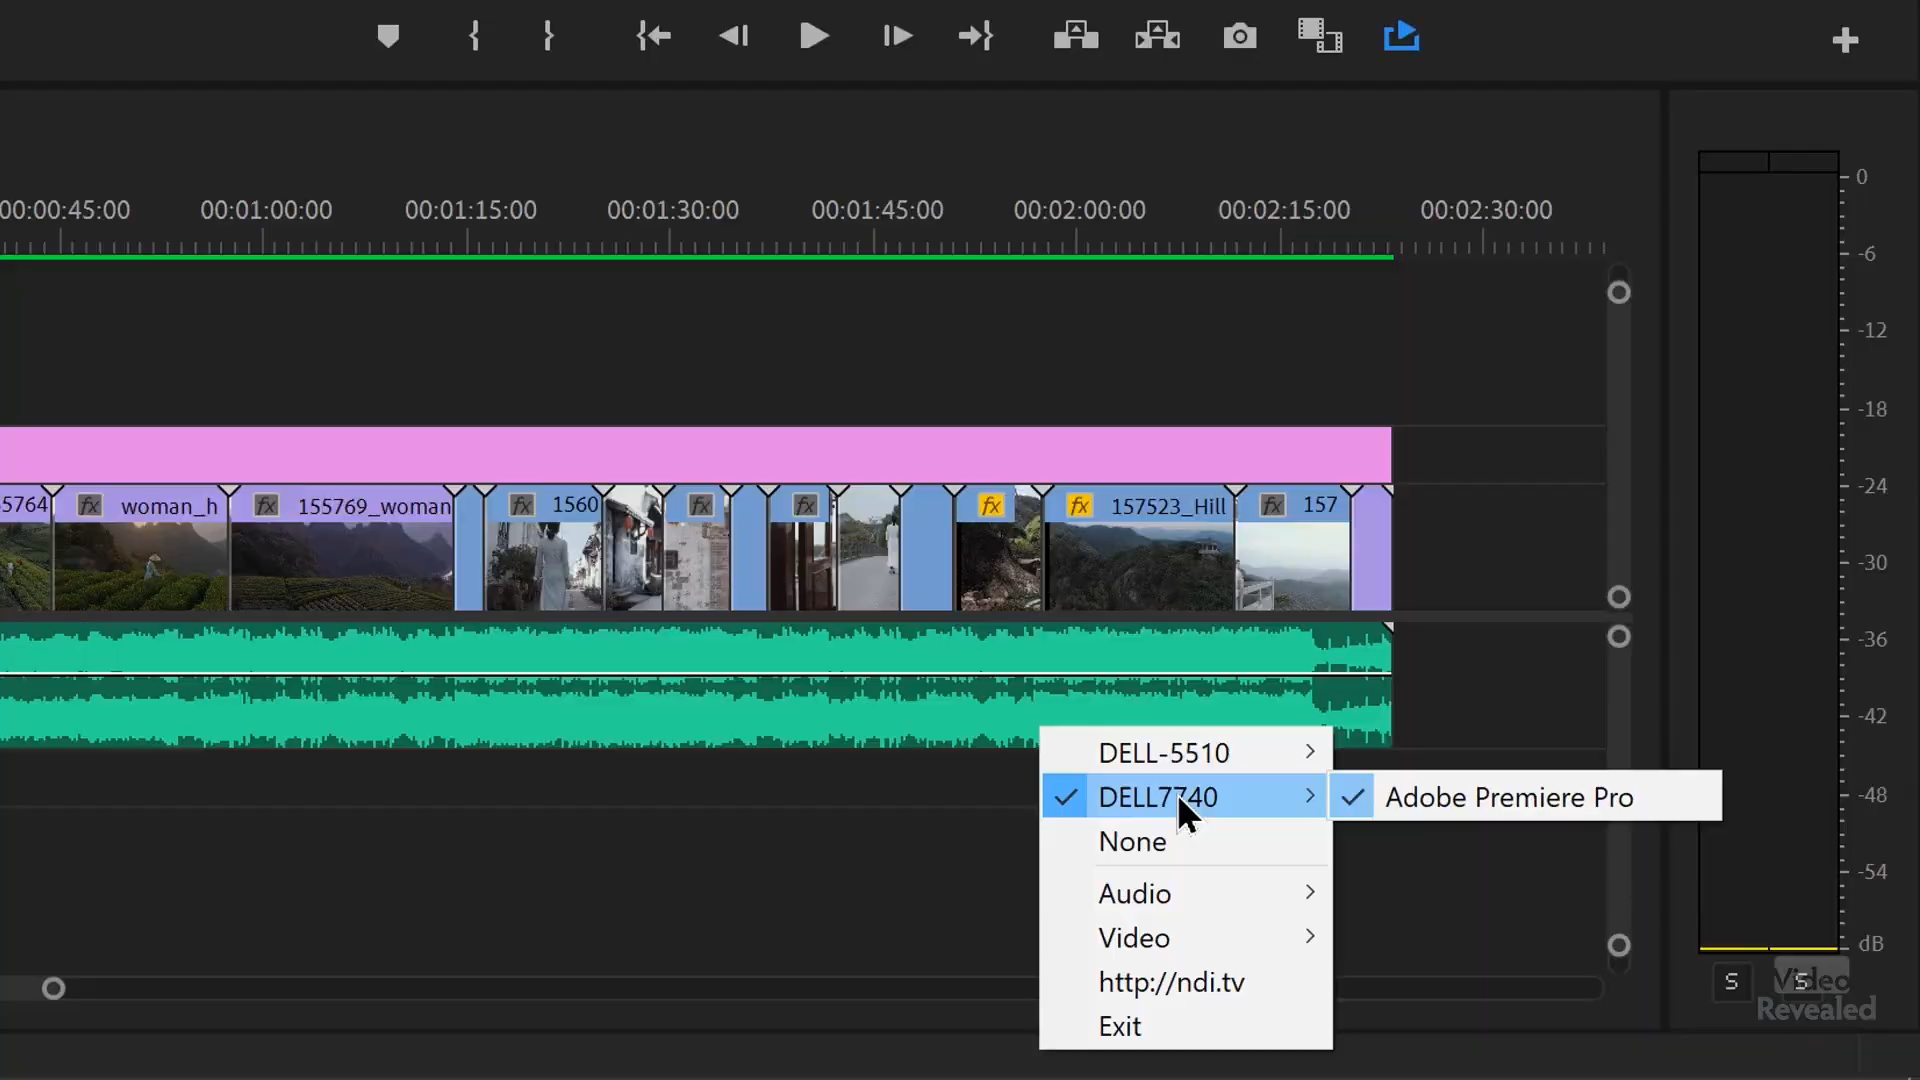 00:00:45:00 00:01:00:00 00:01:15:00 00:01:30:00 00:01:45:00 00:02:00:00 00:02:15:00 00:02:30:00
0
-6
-12
-18
-24
-30
-36
-42
-48
-54
dB
55764 fx woman_h fx 155769_woman fx 1560 fx fx fx fx 157523_Hill fx 157
DELL-5510
DELL7740
Adobe Premiere Pro
None
Audio
Video
http://ndi.tv
Exit
S S
Video
Revealed